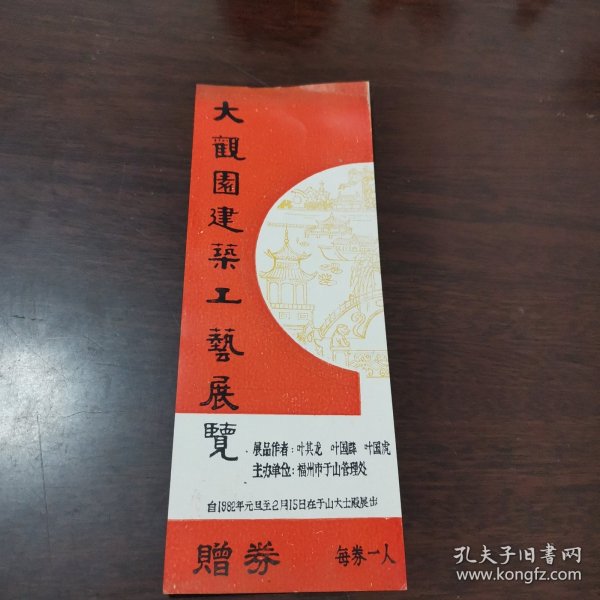 大觀園建築工藝展覽
展品作者：叶其龙 叶国霹 叶国虎
主办单位：福州市于山管理处
自1982年元旦至2月15日在于山大士殿展出
贈券 每券一人
孔夫子旧书网
www.kongfz.com